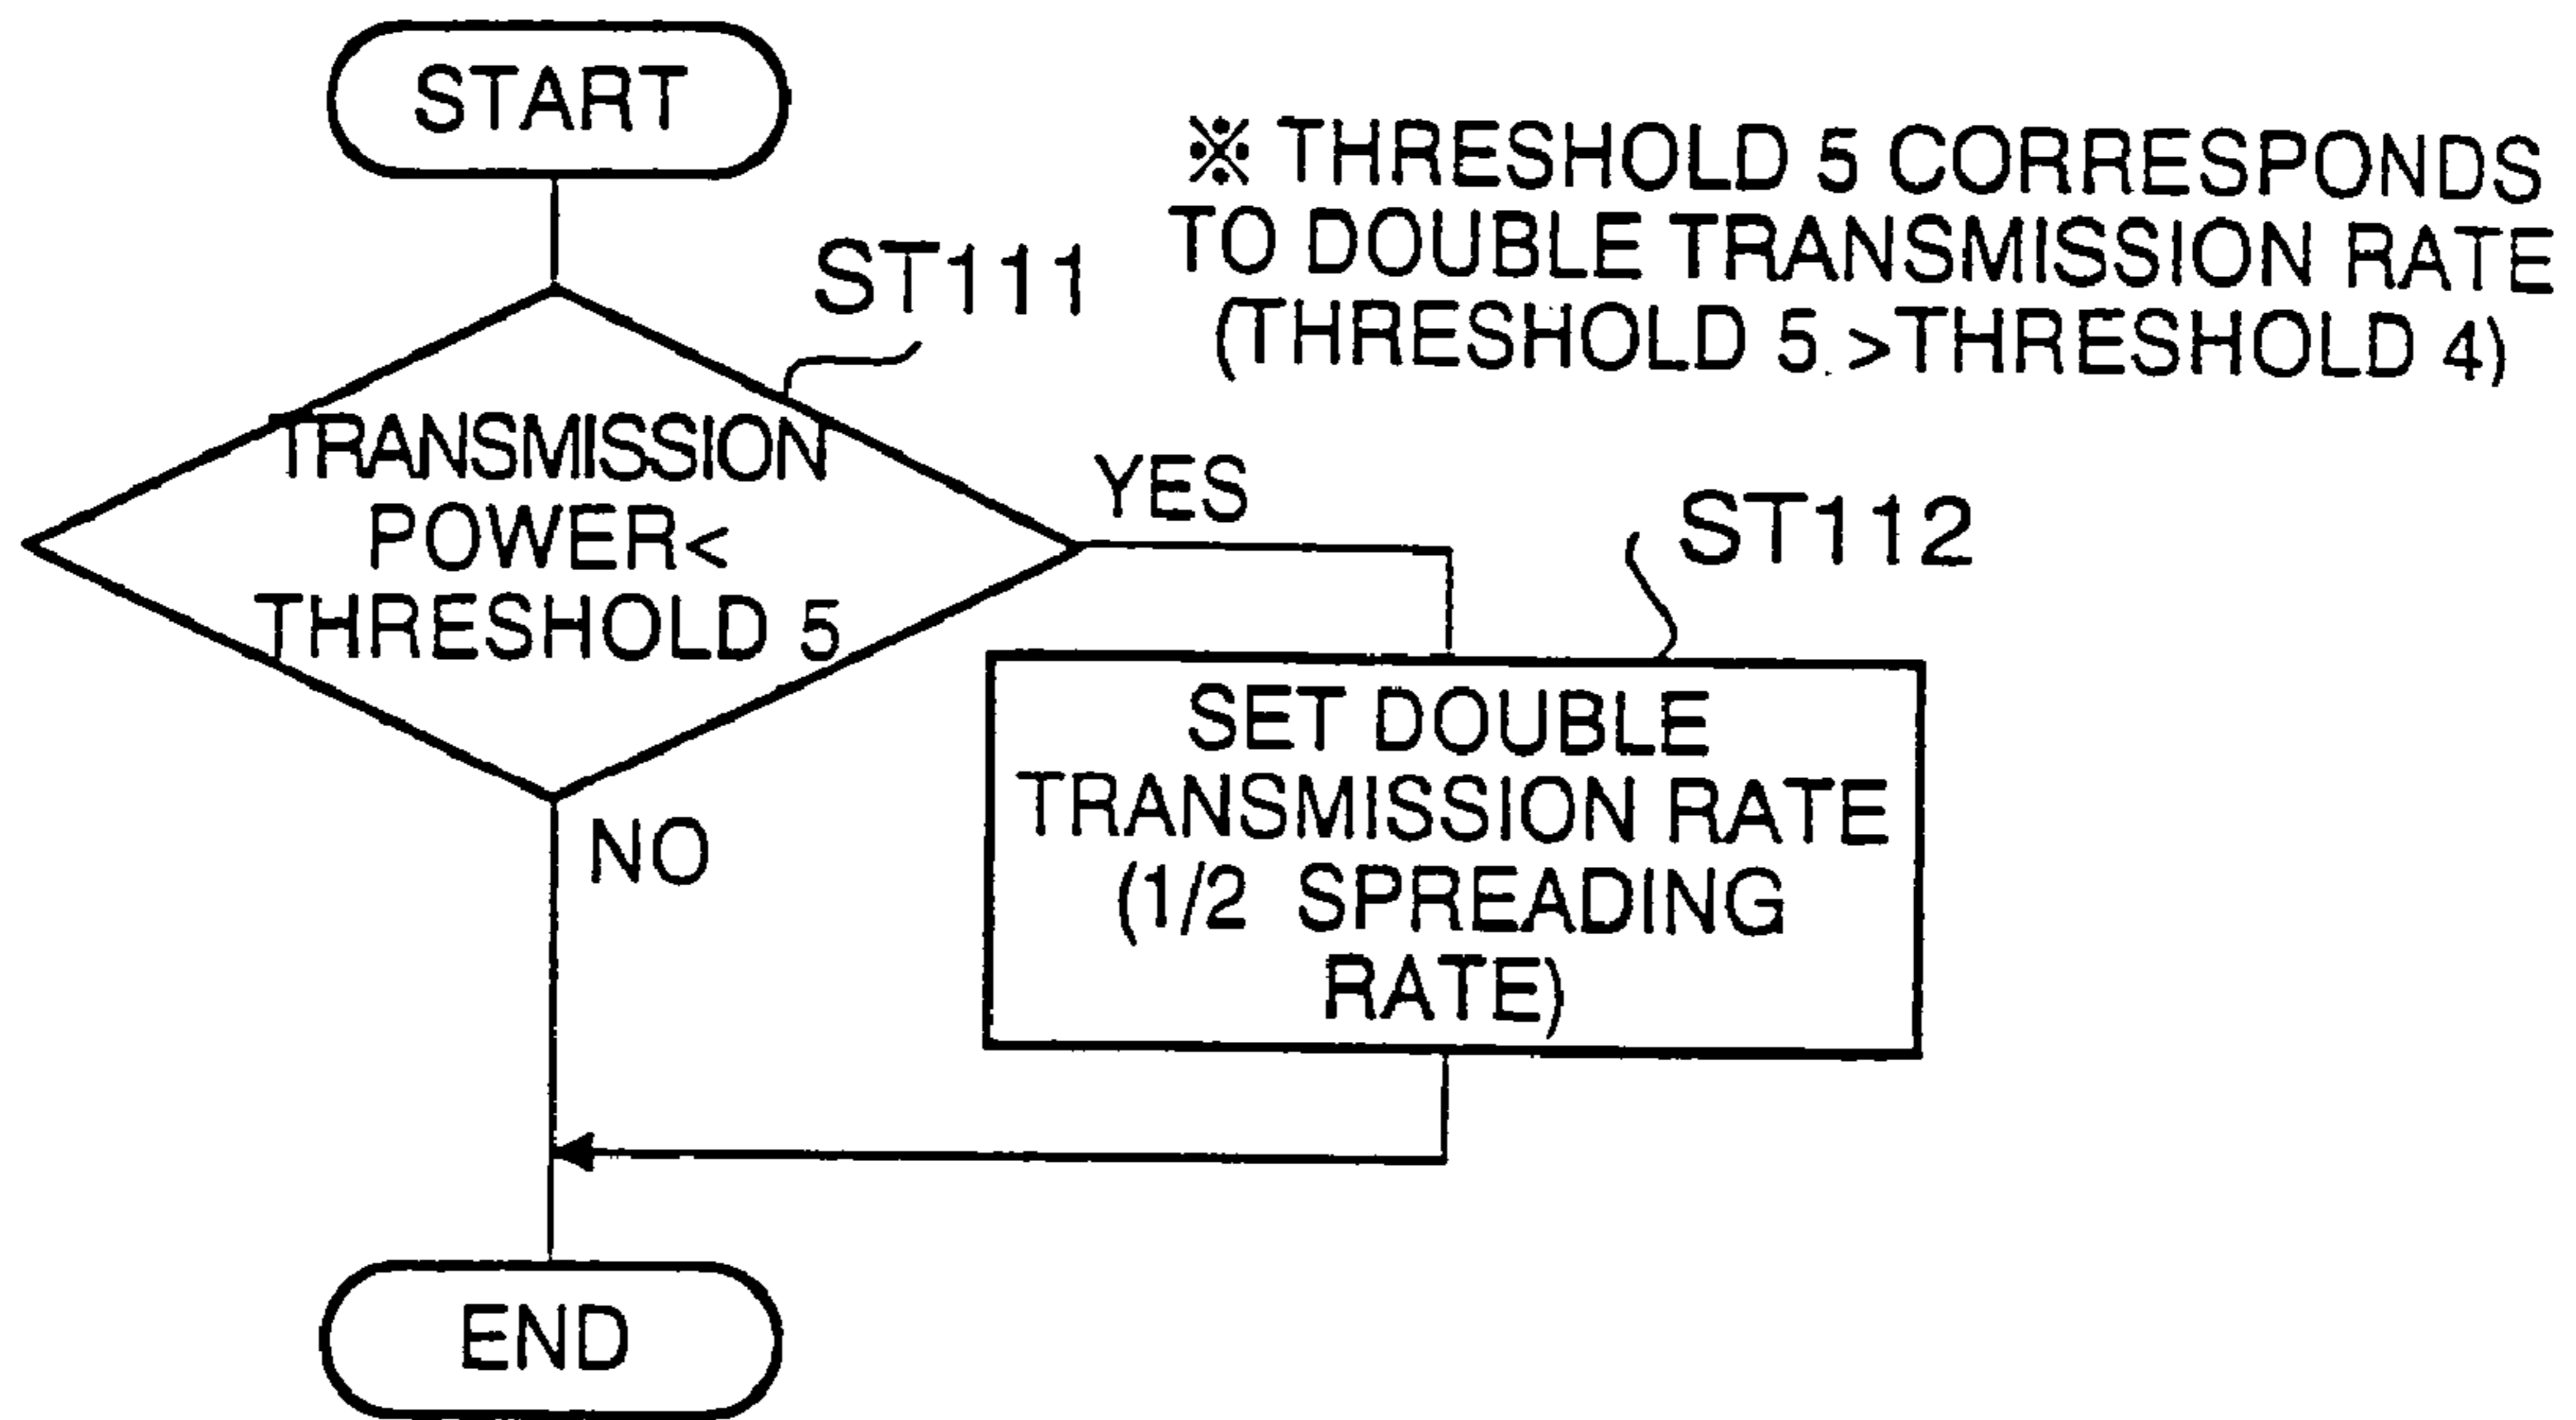 START
※ THRESHOLD 5 CORRESPONDS
TO DOUBLE TRANSMISSION RATE
(THRESHOLD 5 >THRESHOLD 4)
ST111
TRANSMISSION
POWER<
THRESHOLD 5
YES
ST112
SET DOUBLE
TRANSMISSION RATE
(1/2 SPREADING
RATE)
NO
END